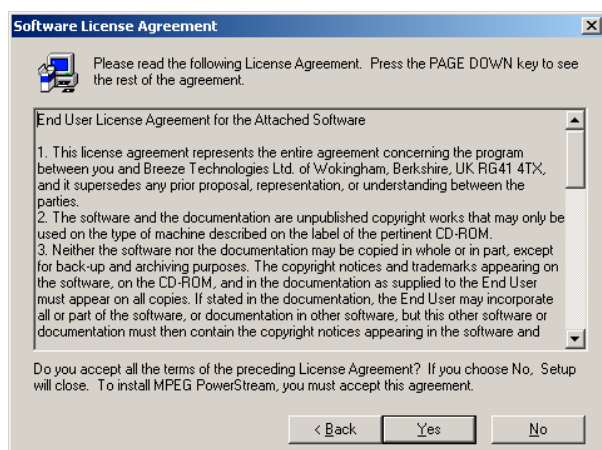 Software License Agreement
Please read the following License Agreement. Press the PAGE DOWN key to see
the rest of the agreement.
End User License Agreement for the Attached Software
1. This license agreement represents the entire agreement concerning the program
between you and Breeze Technologies Ltd. of Wokingham, Berkshire, UK RG41 4TX,
and it supersedes any prior proposal, representation, or understanding between the
parties.
2. The software and the documentation are unpublished copyright works that may only be
used on the type of machine described on the label of the pertinent CD-ROM.
3. Neither the software nor the documentation may be copied in whole or in part, except
for back-up and archiving purposes. The copyright notices and trademarks appearing on
the software, on the CD-ROM, and in the documentation as supplied to the End User
must appear on all copies. If stated in the documentation, the End User may incorporate
all or part of the software, or documentation in other software, but this other software or
documentation must then contain the copyright notices appearing in the software and
Do you accept all the terms of the preceding License Agreement? If you choose No, Setup
will close. To install MPEG PowerStream, you must accept this agreement.
< Back
Yes
No